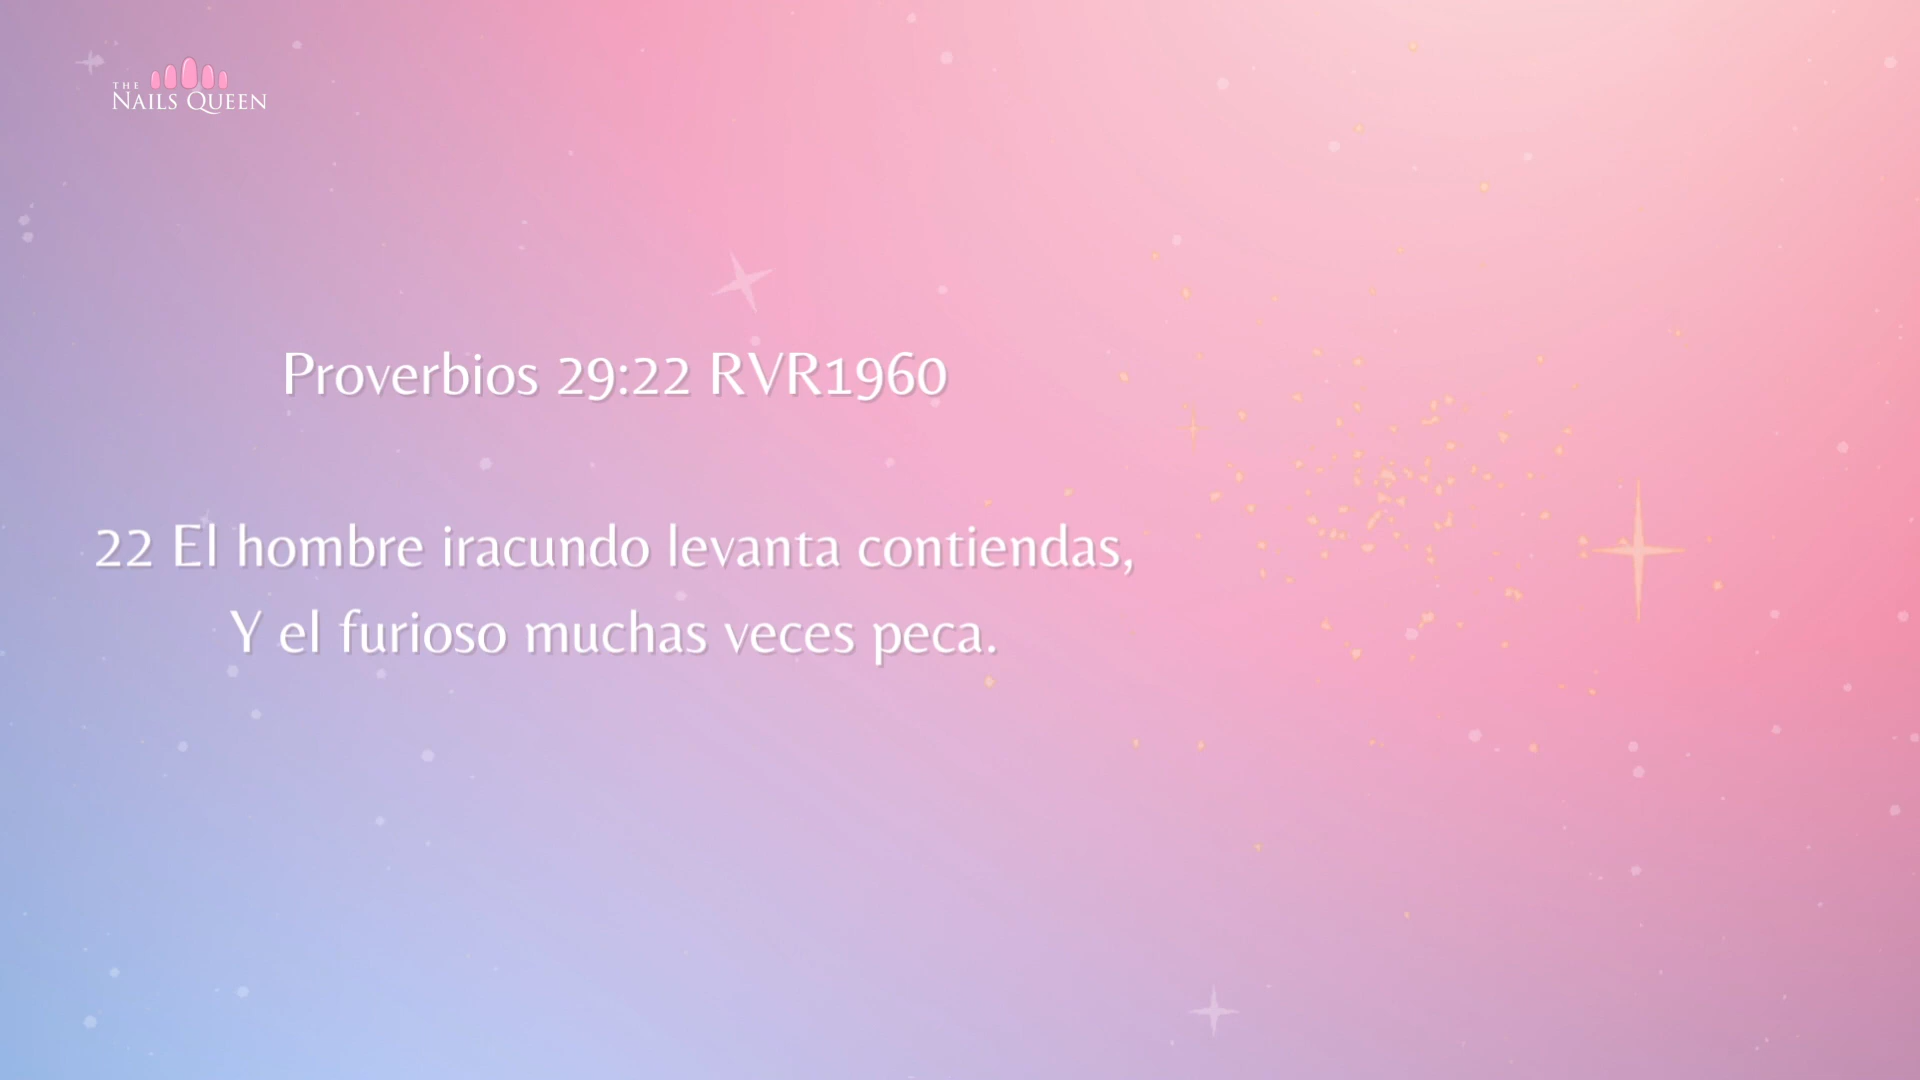 THE
NAILS QUEEN
Proverbios 29:22 RVR1960
22 El hombre iracundo levanta contiendas,
Y el furioso muchas veces peca.